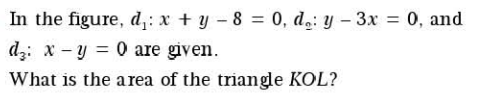 In the figure, d₁: x + y – 8 = 0, d₂: y – 3x = 0, and
d₃: x – y = 0 are given.
What is the area of the triangle KOL?